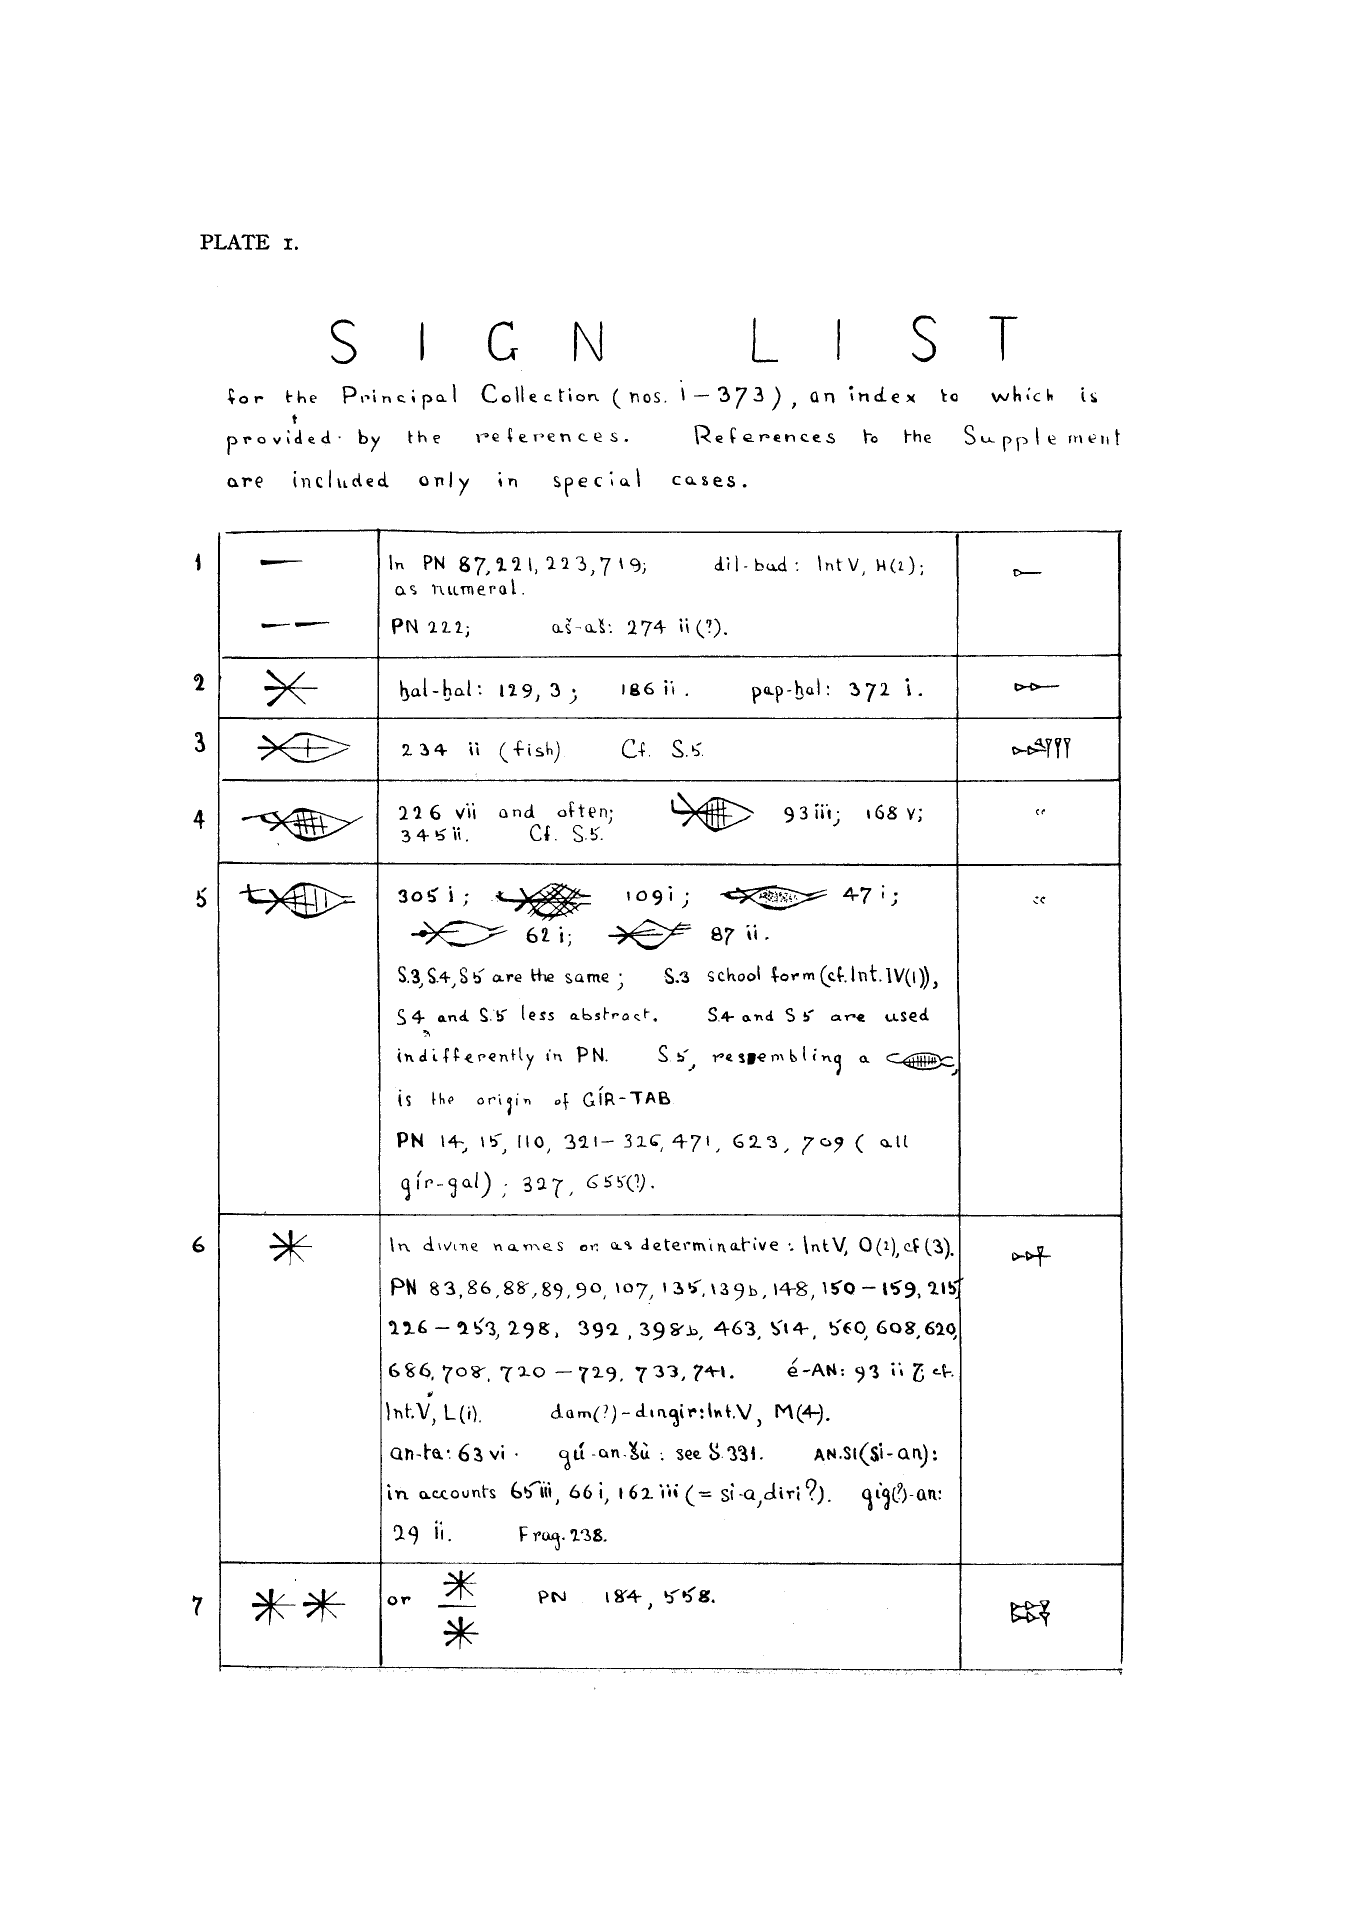 PLATE I.
SIGN LIST
for the Principal Collection (nos. i – 373), an index to which is
provided by the references. References to the Supplement
are included only in special cases.
1 In PN 87, 221, 223, 719; dil-bad: Int V, H(2);
as numeral.
PN 222; aš-aš: 274 ii (?).
2 ḫal-ḫal: 129, 3; 186 ii. pap-ḫal: 372 i.
3 234 ii (fish) Cf. S.5.
4 226 vii and often; 93 iii; 168 v; "
345 ii. Cf. S.5.
5 305 i; 109 i; 47 i; "
62 i; 87 ii.
S.3, S.4, S5 are the same; S.3 school form (cf. Int. IV(1)),
S4 and S.5 less abstract. S.4 and S5 are used
indifferently in PN. S5, resembling a ,
is the origin of GÍR-TAB
PN 14, 15, 110, 321 – 326, 471, 623, 709 (all
gír-gal); 327, 655(?).
6 In divine names or as determinative: Int V, O(2), cf (3).
PN 83, 86, 88, 89, 90, 107, 135, 139b, 148, 150 – 159, 215,
226 – 253, 298, 392, 398b, 463, 514, 560, 608, 620,
686, 708, 720 – 729, 733, 741. é-AN: 93 ii 7; cf.
Int. V, L(i). dam(?)-dingir: Int. V, M(4).
an-ta: 63 vi. gú-an-šù: see S. 331. AN.SI(si-an):
in accounts 65 iii, 66 i, 162 iii (= si-a, diri?). gig(?)-an:
29 ii. Frag. 238.
7 or PN 184, 558.